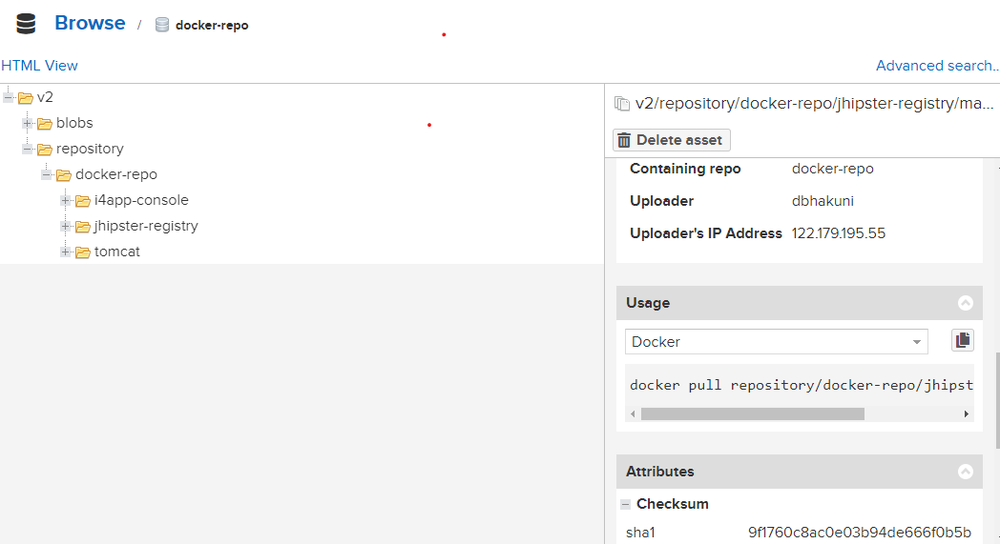 Browse / docker-repo
HTML View
Advanced search...
v2
blobs
repository
docker-repo
i4app-console
jhipster-registry
tomcat
v2/repository/docker-repo/jhipster-registry/ma...
Delete asset
Containing repo docker-repo
Uploader dbhakuni
Uploader's IP Address 122.179.195.55
Usage
Docker
docker pull repository/docker-repo/jhipst
Attributes
Checksum
sha1 9f1760c8ac0e03b94de666f0b5b